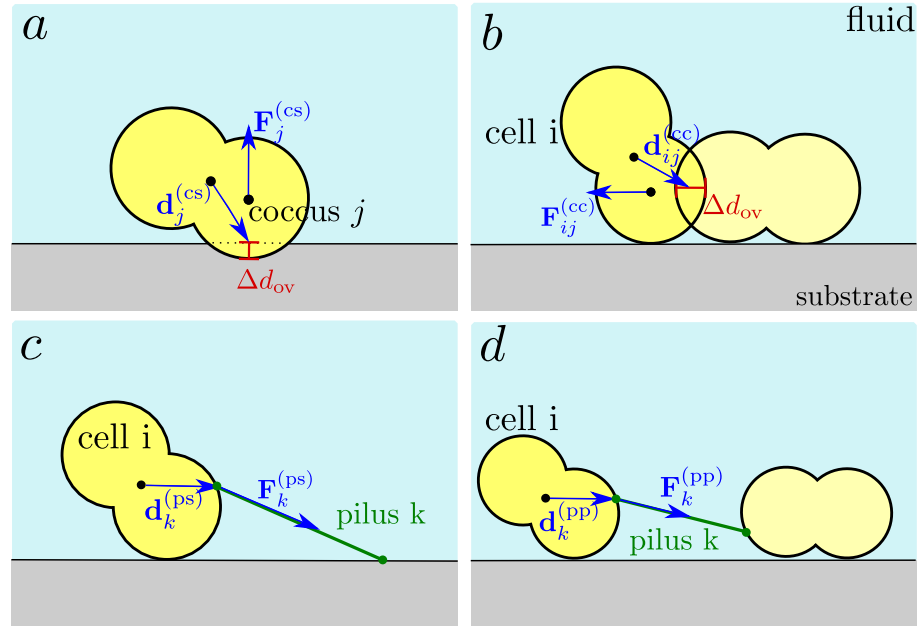 a
F_j^(cs)
d_j^(cs)
coccus j
Δd_ov
b
fluid
cell i
d_ij^(cc)
F_ij^(cc)
Δd_ov
substrate
c
cell i
d_k^(ps)
F_k^(ps)
pilus k
d
cell i
F_k^(pp)
d_k^(pp)
pilus k